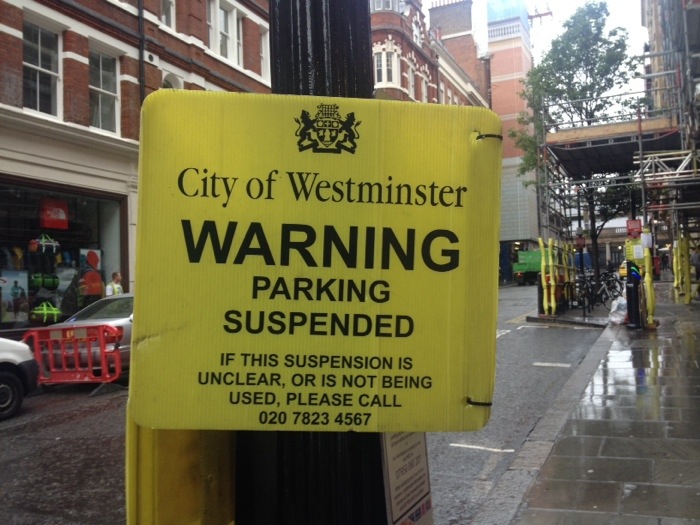 City of Westminster
WARNING
PARKING
SUSPENDED
IF THIS SUSPENSION IS
UNCLEAR, OR IS NOT BEING
USED, PLEASE CALL
020 7823 4567